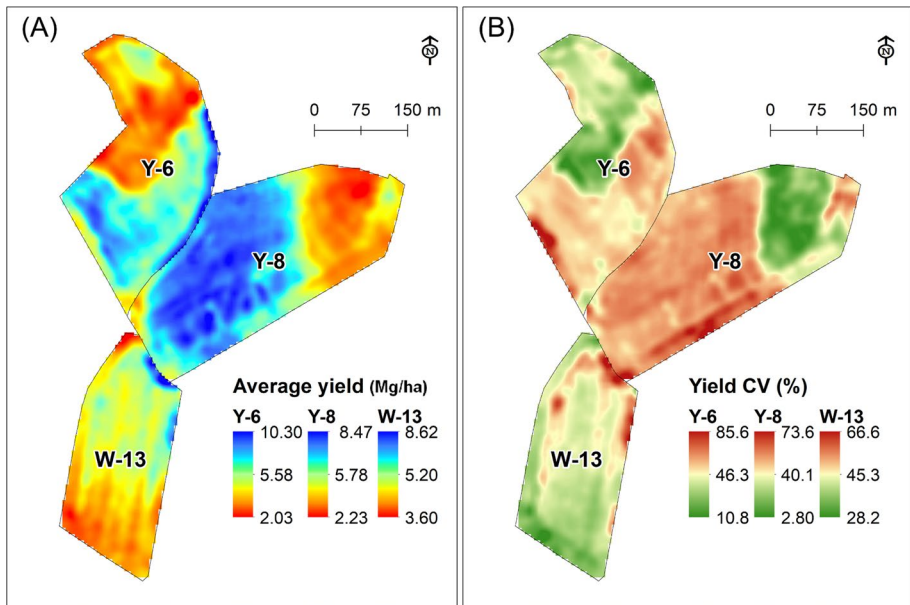 (A)
N
0 75 150 m
Y-6
Y-8
W-13
Average yield (Mg/ha)
Y-6 Y-8 W-13
10.30 8.47 8.62
5.58 5.78 5.20
2.03 2.23 3.60
(B)
N
0 75 150 m
Y-6
Y-8
W-13
Yield CV (%)
Y-6 Y-8 W-13
85.6 73.6 66.6
46.3 40.1 45.3
10.8 2.80 28.2